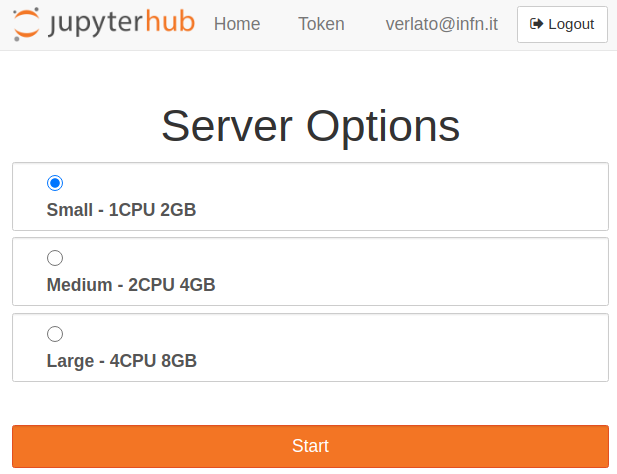 jupyterhub Home Token verlato@infn.it Logout
Server Options
Small - 1CPU 2GB
Medium - 2CPU 4GB
Large - 4CPU 8GB
Start